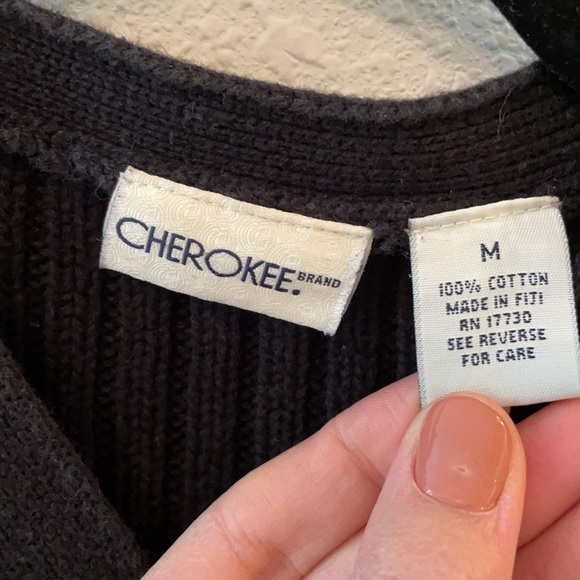 CHEROKEE. BRAND
M
100% COTTON
MADE IN FIJI
RN 17730
SEE REVERSE
FOR CARE